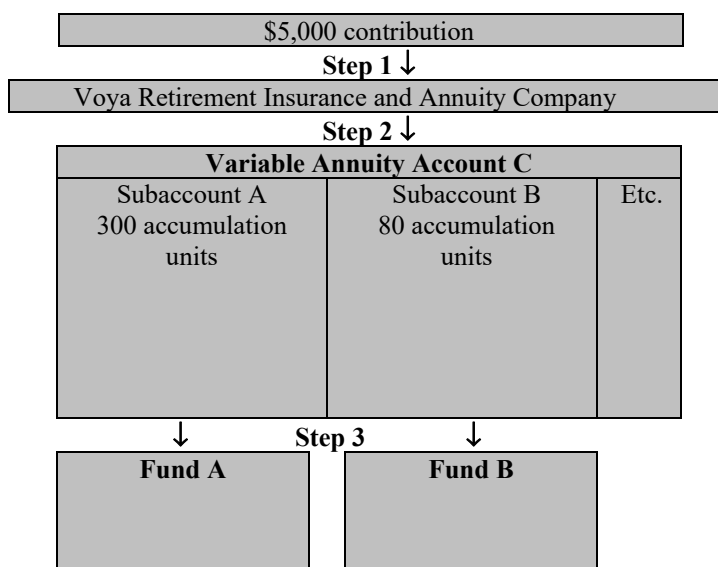 $5,000 contribution
Step 1 ↓
Voya Retirement Insurance and Annuity Company
Step 2 ↓
Variable Annuity Account C
Subaccount A
300 accumulation
units
Subaccount B
80 accumulation
units
Etc.
↓ Step 3 ↓
Fund A
Fund B